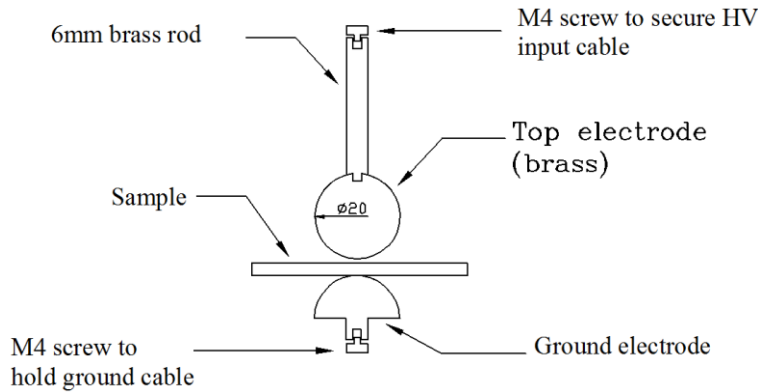 M4 screw to secure HV
input cable
6mm brass rod
Top electrode
(brass)
Sample
ø20
Ground electrode
M4 screw to
hold ground cable